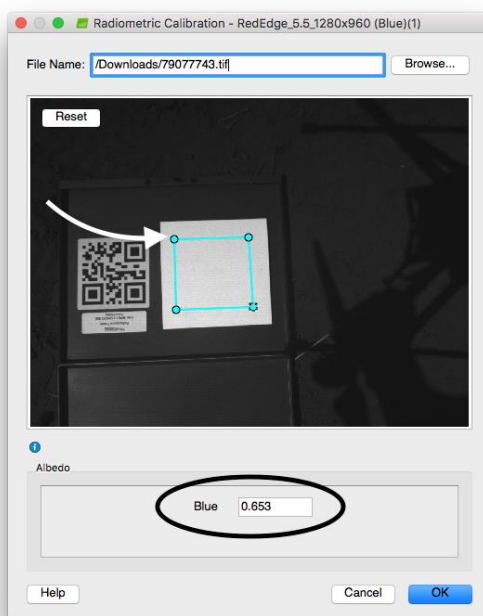 Radiometric Calibration - RedEdge_5.5_1280x960 (Blue)(1)
File Name: /Downloads/79077743.tif Browse...
Reset
Albedo
Blue 0.653
Help Cancel OK